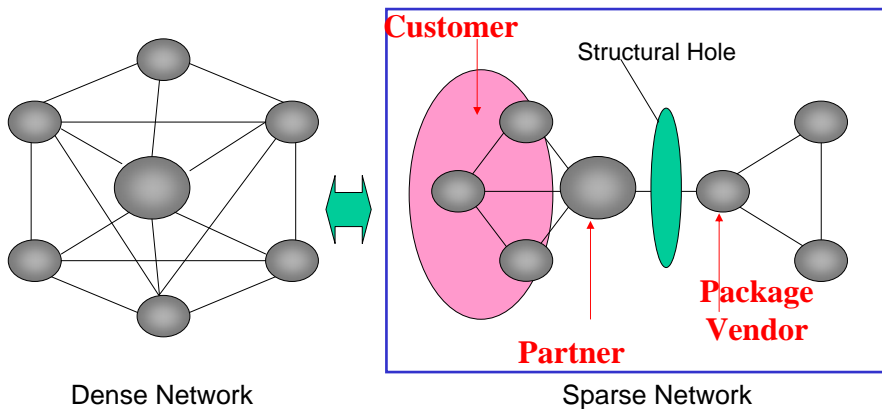 Customer
Structural Hole
Package
Vendor
Partner
Dense Network
Sparse Network